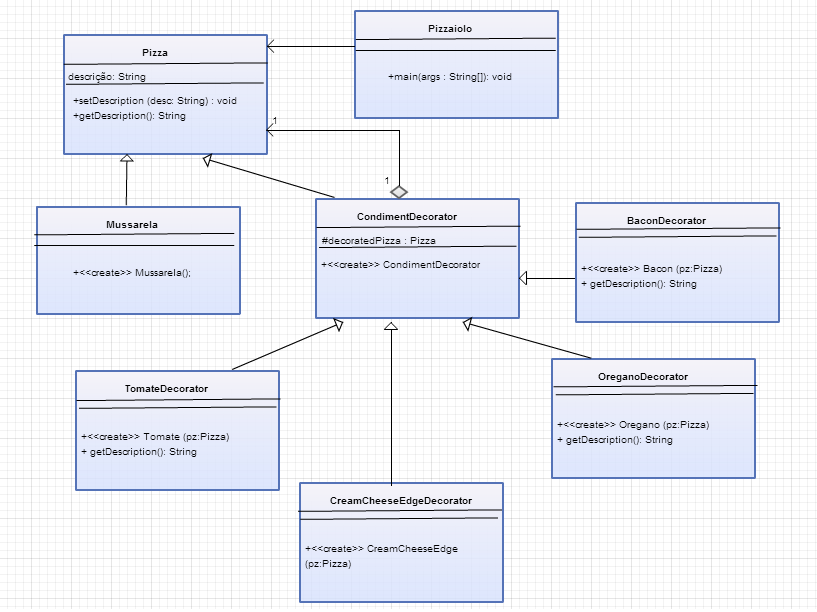 Pizzaiolo
+main(args : String[]): void
Pizza
descrição: String
+setDescription (desc: String) : void
+getDescription(): String
1
1
Mussarela
+<<create>> Mussarela();
CondimentDecorator
#decoratedPizza : Pizza
+<<create>> CondimentDecorator
BaconDecorator
+<<create>> Bacon (pz:Pizza)
+ getDescription(): String
TomateDecorator
+<<create>> Tomate (pz:Pizza)
+ getDescription(): String
OreganoDecorator
+<<create>> Oregano (pz:Pizza)
+ getDescription(): String
CreamCheeseEdgeDecorator
+<<create>> CreamCheeseEdge
(pz:Pizza)